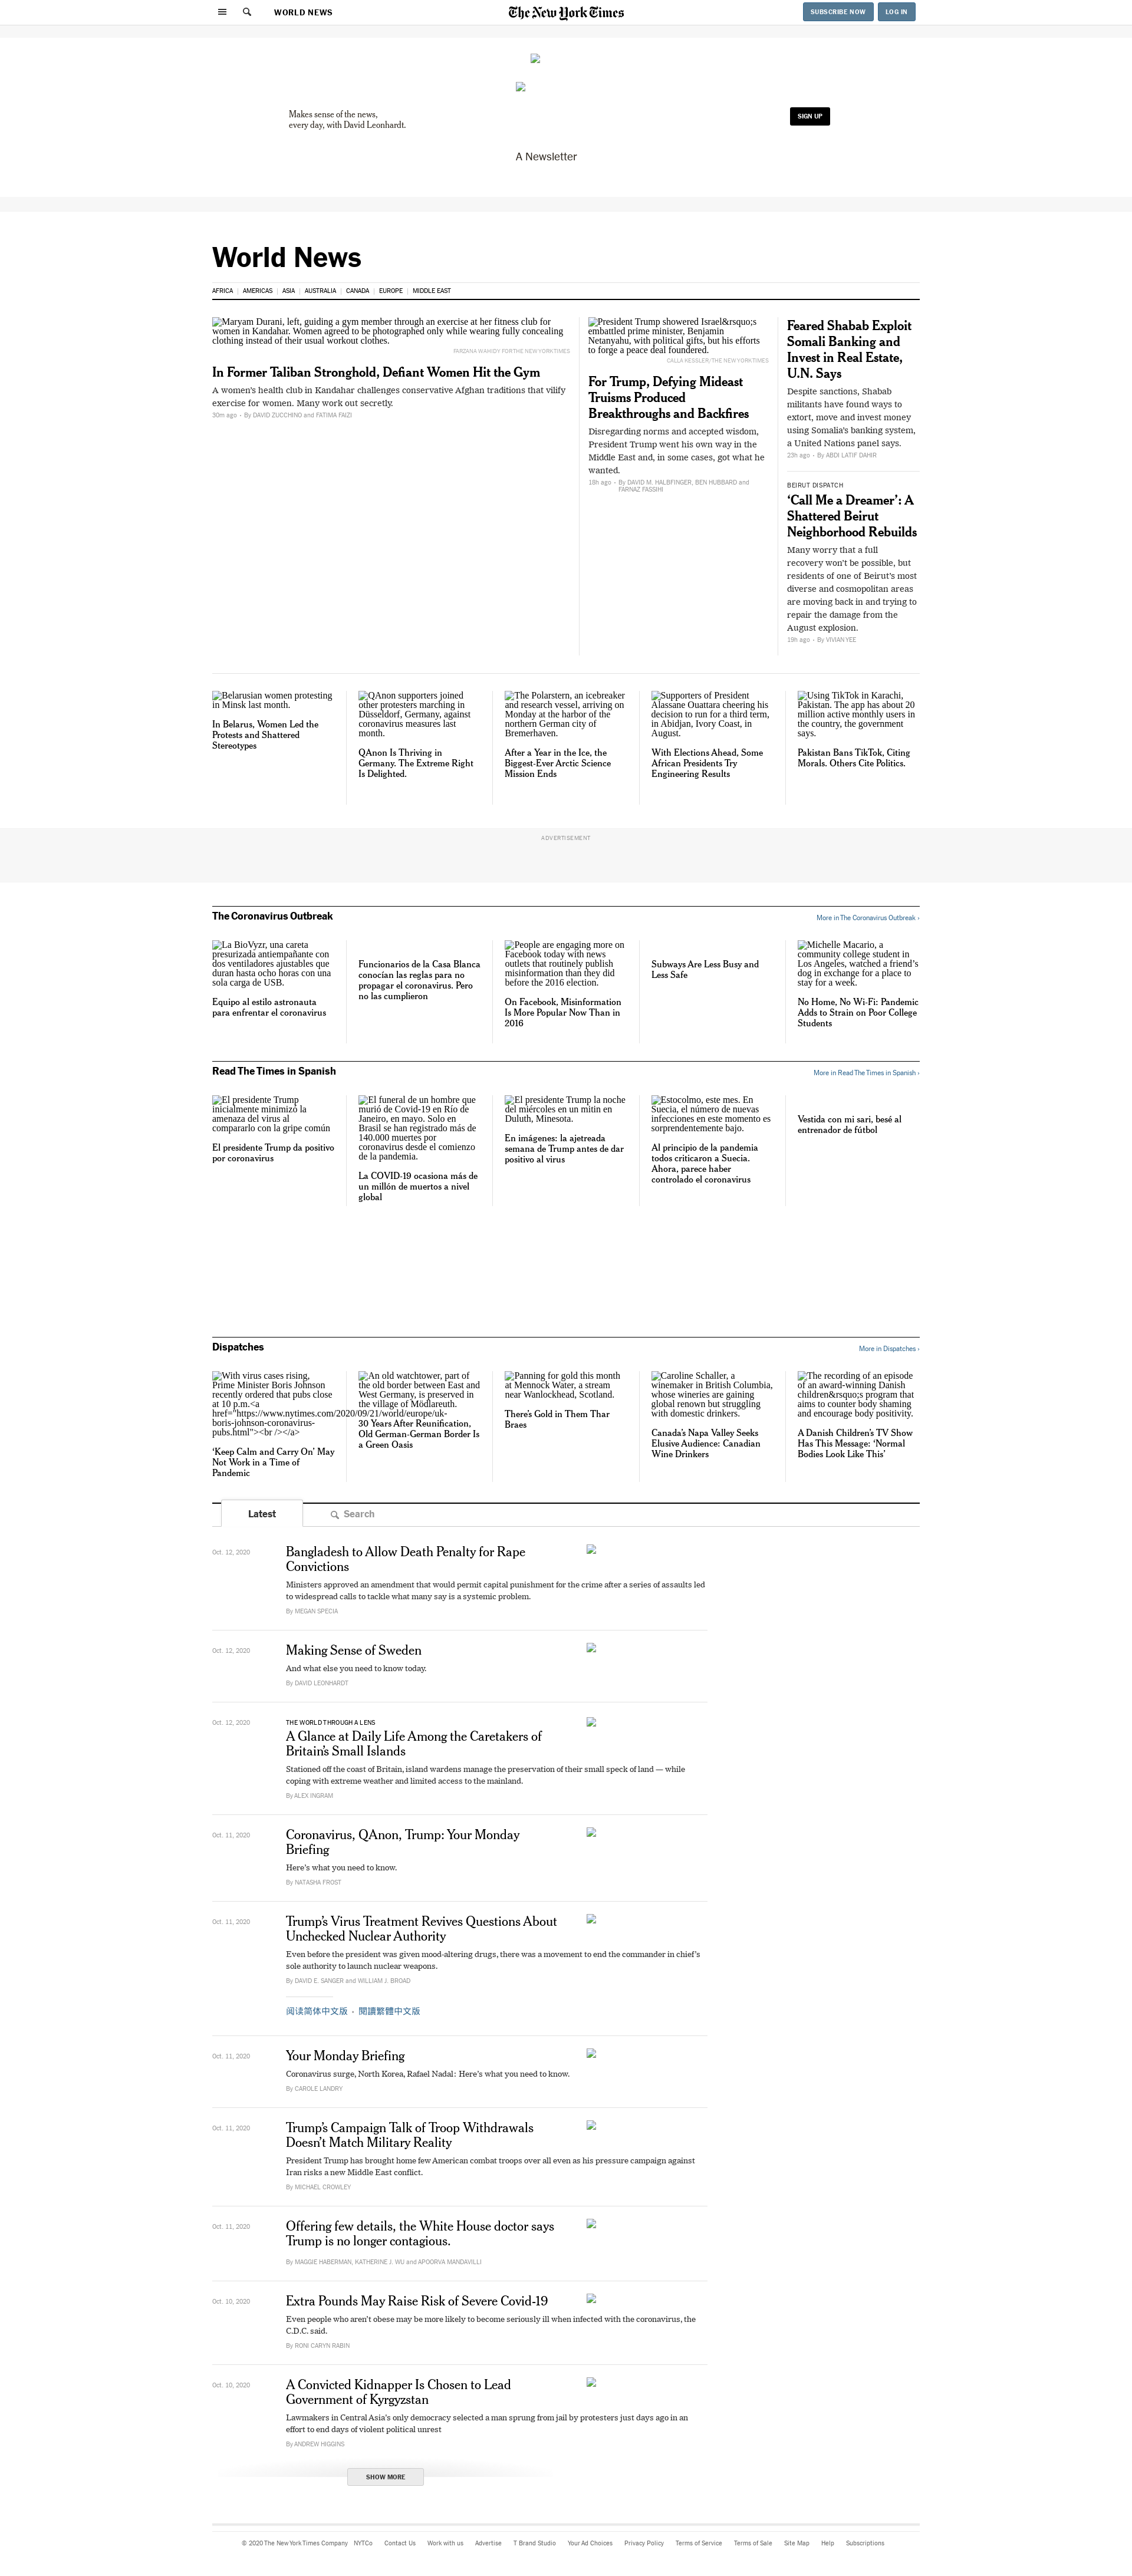 WORLD NEWS
The New York Times
SUBSCRIBE NOW
LOG IN
Makes sense of the news,
every day, with David Leonhardt.
SIGN UP
A Newsletter
World News
AFRICA
AMERICAS
ASIA
AUSTRALIA
CANADA
EUROPE
MIDDLE EAST
Maryam Durani, left, guiding a gym member through an exercise at her fitness club for
women in Kandahar. Women agreed to be photographed only while wearing fully concealing
clothing instead of their usual workout clothes.
FARZANA WAHIDY FOR THE NEW YORK TIMES
In Former Taliban Stronghold, Defiant Women Hit the Gym
A women’s health club in Kandahar challenges conservative Afghan traditions that vilify
exercise for women. Many work out secretly.
30m ago • By DAVID ZUCCHINO and FATIMA FAIZI
President Trump showered Israel&rsquo;s
embattled prime minister, Benjamin
Netanyahu, with political gifts, but his efforts
to forge a peace deal foundered.
CALLA KESSLER/THE NEW YORK TIMES
For Trump, Defying Mideast
Truisms Produced
Breakthroughs and Backfires
Disregarding norms and accepted wisdom,
President Trump went his own way in the
Middle East and, in some cases, got what he
wanted.
18h ago • By DAVID M. HALBFINGER, BEN HUBBARD and
FARNAZ FASSIHI
Feared Shabab Exploit
Somali Banking and
Invest in Real Estate,
U.N. Says
Despite sanctions, Shabab
militants have found ways to
extort, move and invest money
using Somalia’s banking system,
a United Nations panel says.
23h ago • By ABDI LATIF DAHIR
BEIRUT DISPATCH
‘Call Me a Dreamer’: A
Shattered Beirut
Neighborhood Rebuilds
Many worry that a full
recovery won’t be possible, but
residents of one of Beirut’s most
diverse and cosmopolitan areas
are moving back in and trying to
repair the damage from the
August explosion.
19h ago • By VIVIAN YEE
Belarusian women protesting
in Minsk last month.
In Belarus, Women Led the
Protests and Shattered
Stereotypes
QAnon supporters joined
other protesters marching in
Düsseldorf, Germany, against
coronavirus measures last
month.
QAnon Is Thriving in
Germany. The Extreme Right
Is Delighted.
The Polarstern, an icebreaker
and research vessel, arriving on
Monday at the harbor of the
northern German city of
Bremerhaven.
After a Year in the Ice, the
Biggest-Ever Arctic Science
Mission Ends
Supporters of President
Alassane Ouattara cheering his
decision to run for a third term,
in Abidjan, Ivory Coast, in
August.
With Elections Ahead, Some
African Presidents Try
Engineering Results
Using TikTok in Karachi,
Pakistan. The app has about 20
million active monthly users in
the country, the government
says.
Pakistan Bans TikTok, Citing
Morals. Others Cite Politics.
ADVERTISEMENT
The Coronavirus Outbreak
More in The Coronavirus Outbreak ›
La BioVyzr, una careta
presurizada antiempañante con
dos ventiladores ajustables que
duran hasta ocho horas con una
sola carga de USB.
Equipo al estilo astronauta
para enfrentar el coronavirus
Funcionarios de la Casa Blanca
conocían las reglas para no
propagar el coronavirus. Pero
no las cumplieron
People are engaging more on
Facebook today with news
outlets that routinely publish
misinformation than they did
before the 2016 election.
On Facebook, Misinformation
Is More Popular Now Than in
2016
Subways Are Less Busy and
Less Safe
Michelle Macario, a
community college student in
Los Angeles, watched a friend’s
dog in exchange for a place to
stay for a week.
No Home, No Wi-Fi: Pandemic
Adds to Strain on Poor College
Students
Read The Times in Spanish
More in Read The Times in Spanish ›
El presidente Trump
inicialmente minimizó la
amenaza del virus al
compararlo con la gripe común
El presidente Trump da positivo
por coronavirus
El funeral de un hombre que
murió de Covid-19 en Río de
Janeiro, en mayo. Solo en
Brasil se han registrado más de
140.000 muertes por
coronavirus desde el comienzo
de la pandemia.
La COVID-19 ocasiona más de
un millón de muertos a nivel
global
El presidente Trump la noche
del miércoles en un mitin en
Duluth, Minesota.
En imágenes: la ajetreada
semana de Trump antes de dar
positivo al virus
Estocolmo, este mes. En
Suecia, el número de nuevas
infecciones en este momento es
sorprendentemente bajo.
Al principio de la pandemia
todos criticaron a Suecia.
Ahora, parece haber
controlado el coronavirus
Vestida con mi sari, besé al
entrenador de fútbol
Dispatches
More in Dispatches ›
With virus cases rising,
Prime Minister Boris Johnson
recently ordered that pubs close
at 10 p.m.<a
href="https://www.nytimes.com/2020/09/21/world/europe/uk-
boris-johnson-coronavirus-
pubs.html"><br /></a>
‘Keep Calm and Carry On’ May
Not Work in a Time of
Pandemic
An old watchtower, part of
the old border between East and
West Germany, is preserved in
the village of Mödlareuth.
30 Years After Reunification,
Old German-German Border Is
a Green Oasis
Panning for gold this month
at Mennock Water, a stream
near Wanlockhead, Scotland.
There’s Gold in Them Thar
Braes
Caroline Schaller, a
winemaker in British Columbia,
whose wineries are gaining
global renown but struggling
with domestic drinkers.
Canada’s Napa Valley Seeks
Elusive Audience: Canadian
Wine Drinkers
The recording of an episode
of an award-winning Danish
children&rsquo;s program that
aims to counter body shaming
and encourage body positivity.
A Danish Children’s TV Show
Has This Message: ‘Normal
Bodies Look Like This’
Latest
Search
Oct. 12, 2020
Bangladesh to Allow Death Penalty for Rape
Convictions
Ministers approved an amendment that would permit capital punishment for the crime after a series of assaults led
to widespread calls to tackle what many say is a systemic problem.
By MEGAN SPECIA
Oct. 12, 2020
Making Sense of Sweden
And what else you need to know today.
By DAVID LEONHARDT
Oct. 12, 2020
THE WORLD THROUGH A LENS
A Glance at Daily Life Among the Caretakers of
Britain’s Small Islands
Stationed off the coast of Britain, island wardens manage the preservation of their small speck of land — while
coping with extreme weather and limited access to the mainland.
By ALEX INGRAM
Oct. 11, 2020
Coronavirus, QAnon, Trump: Your Monday
Briefing
Here’s what you need to know.
By NATASHA FROST
Oct. 11, 2020
Trump’s Virus Treatment Revives Questions About
Unchecked Nuclear Authority
Even before the president was given mood-altering drugs, there was a movement to end the commander in chief’s
sole authority to launch nuclear weapons.
By DAVID E. SANGER and WILLIAM J. BROAD
阅读简体中文版 • 閱讀繁體中文版
Oct. 11, 2020
Your Monday Briefing
Coronavirus surge, North Korea, Rafael Nadal: Here’s what you need to know.
By CAROLE LANDRY
Oct. 11, 2020
Trump’s Campaign Talk of Troop Withdrawals
Doesn’t Match Military Reality
President Trump has brought home few American combat troops over all even as his pressure campaign against
Iran risks a new Middle East conflict.
By MICHAEL CROWLEY
Oct. 11, 2020
Offering few details, the White House doctor says
Trump is no longer contagious.
By MAGGIE HABERMAN, KATHERINE J. WU and APOORVA MANDAVILLI
Oct. 10, 2020
Extra Pounds May Raise Risk of Severe Covid-19
Even people who aren’t obese may be more likely to become seriously ill when infected with the coronavirus, the
C.D.C. said.
By RONI CARYN RABIN
Oct. 10, 2020
A Convicted Kidnapper Is Chosen to Lead
Government of Kyrgyzstan
Lawmakers in Central Asia’s only democracy selected a man sprung from jail by protesters just days ago in an
effort to end days of violent political unrest
By ANDREW HIGGINS
SHOW MORE
© 2020 The New York Times Company
NYTCo
Contact Us
Work with us
Advertise
T Brand Studio
Your Ad Choices
Privacy Policy
Terms of Service
Terms of Sale
Site Map
Help
Subscriptions